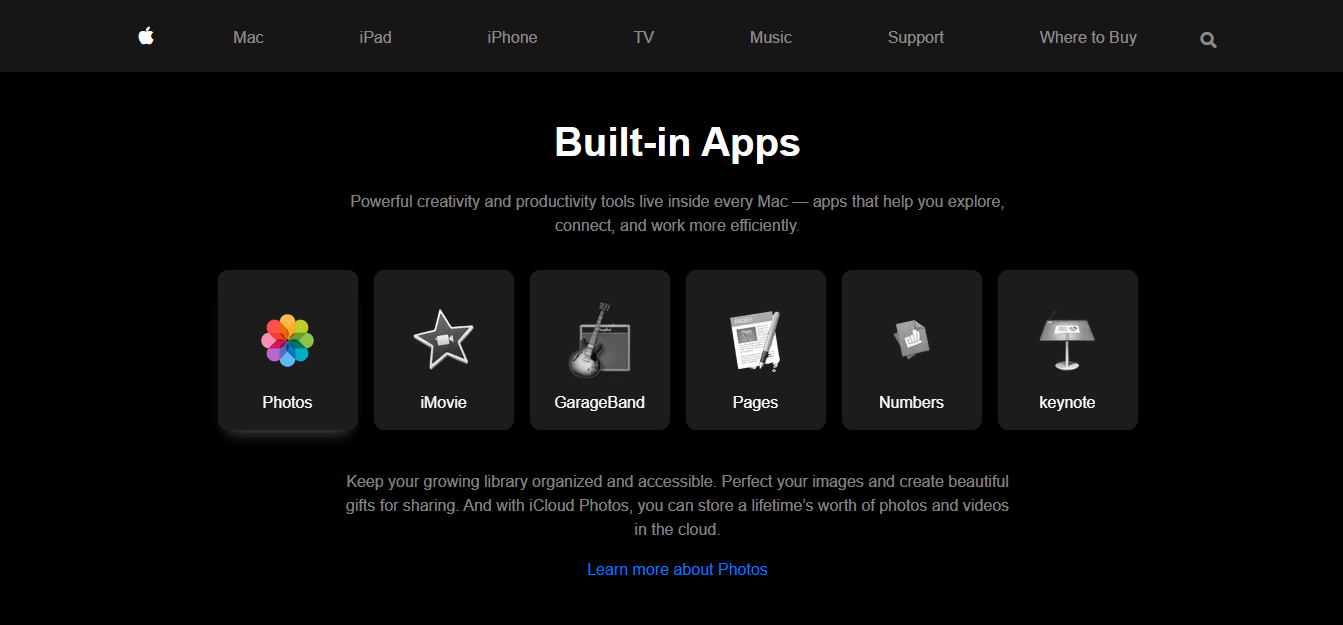 Mac iPad iPhone TV Music Support Where to Buy
Built-in Apps
Powerful creativity and productivity tools live inside every Mac — apps that help you explore,
connect, and work more efficiently.
PAGES
Photos iMovie GarageBand Pages Numbers keynote
Keep your growing library organized and accessible. Perfect your images and create beautiful
gifts for sharing. And with iCloud Photos, you can store a lifetime’s worth of photos and videos
in the cloud.
Learn more about Photos